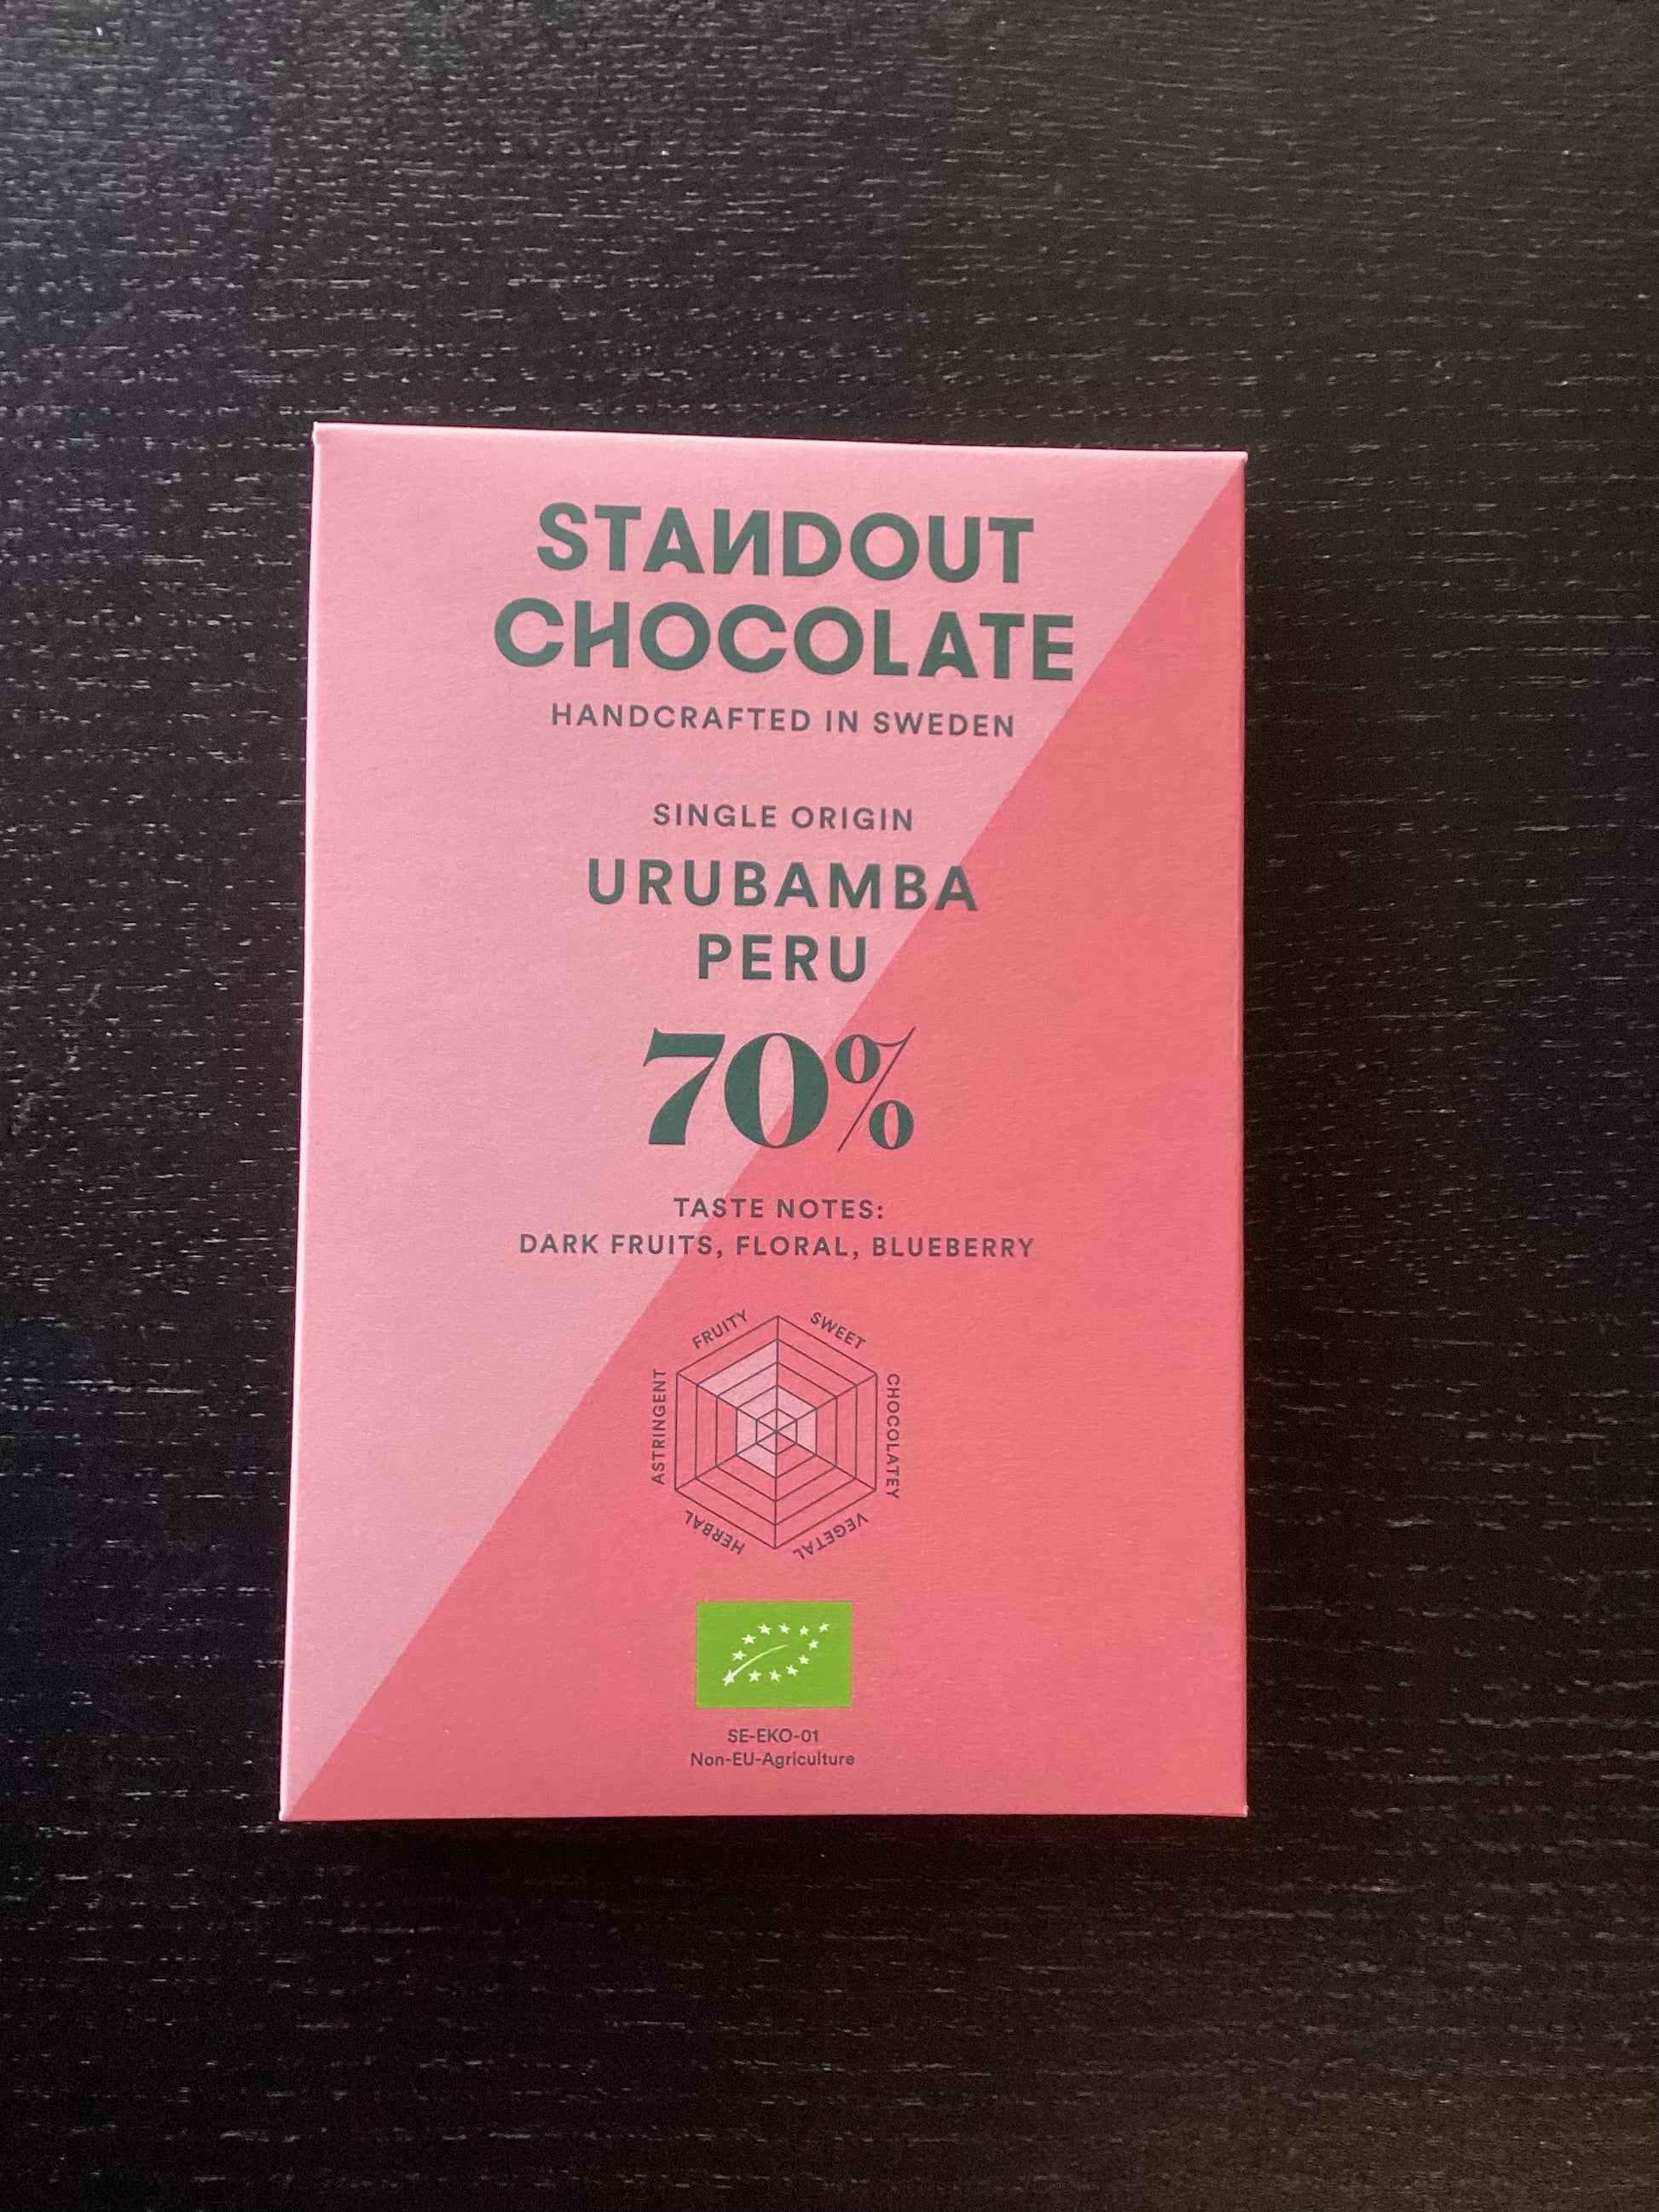 STANDOUT
CHOCOLATE
HANDCRAFTED IN SWEDEN
SINGLE ORIGIN
URUBAMBA
PERU
70%
TASTE NOTES:
DARK FRUITS, FLORAL, BLUEBERRY
FRUITY
SWEET
ASTRINGENT
CHOCOLATEY
HERBAL
VEGETAL
SE-EKO-01
Non-EU-Agriculture